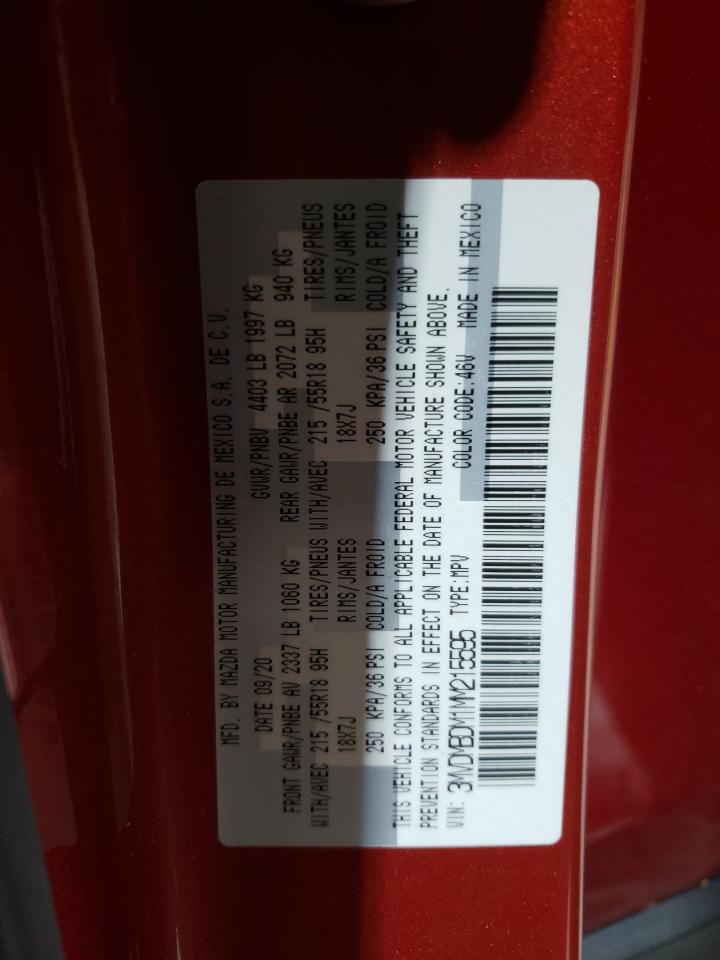 MFD. BY MAZDA MOTOR MANUFACTURING DE MEXICO S.A. DE C.V.
DATE 09/20 GVWR/PNBV 4403 LB 1997 KG
FRONT GAWR/PNBE AV 2337 LB 1060 KG REAR GAWR/PNBE AR 2072 LB 940 KG
WITH/AVEC 215 /55R18 95H TIRES/PNEUS WITH/AVEC 215 /55R18 95H TIRES/PNEUS
18X7J RIMS/JANTES 18X7J RIMS/JANTES
250 KPA/36 PSI COLD/A FROID 250 KPA/36 PSI COLD/A FROID
THIS VEHICLE CONFORMS TO ALL APPLICABLE FEDERAL MOTOR VEHICLE SAFETY AND THEFT
PREVENTION STANDARDS IN EFFECT ON THE DATE OF MANUFACTURE SHOWN ABOVE.
VIN: 3MVDMBDM1MM215595 TYPE:MPV COLOR CODE:46V MADE IN MEXICO